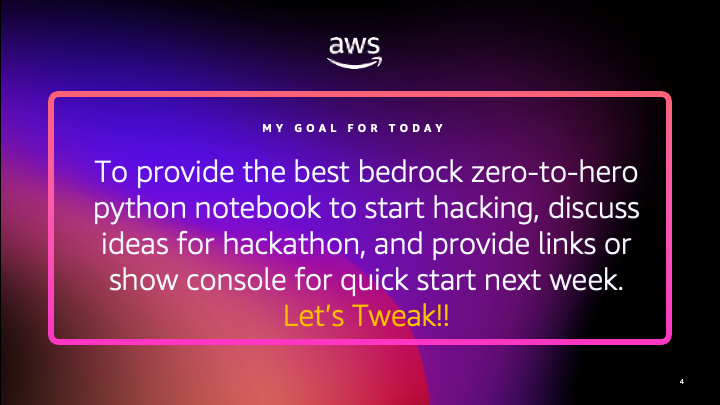 aws
MY GOAL FOR TODAY
To provide the best bedrock zero-to-hero
python notebook to start hacking, discuss
ideas for hackathon, and provide links or
show console for quick start next week.
Let’s Tweak!!
4